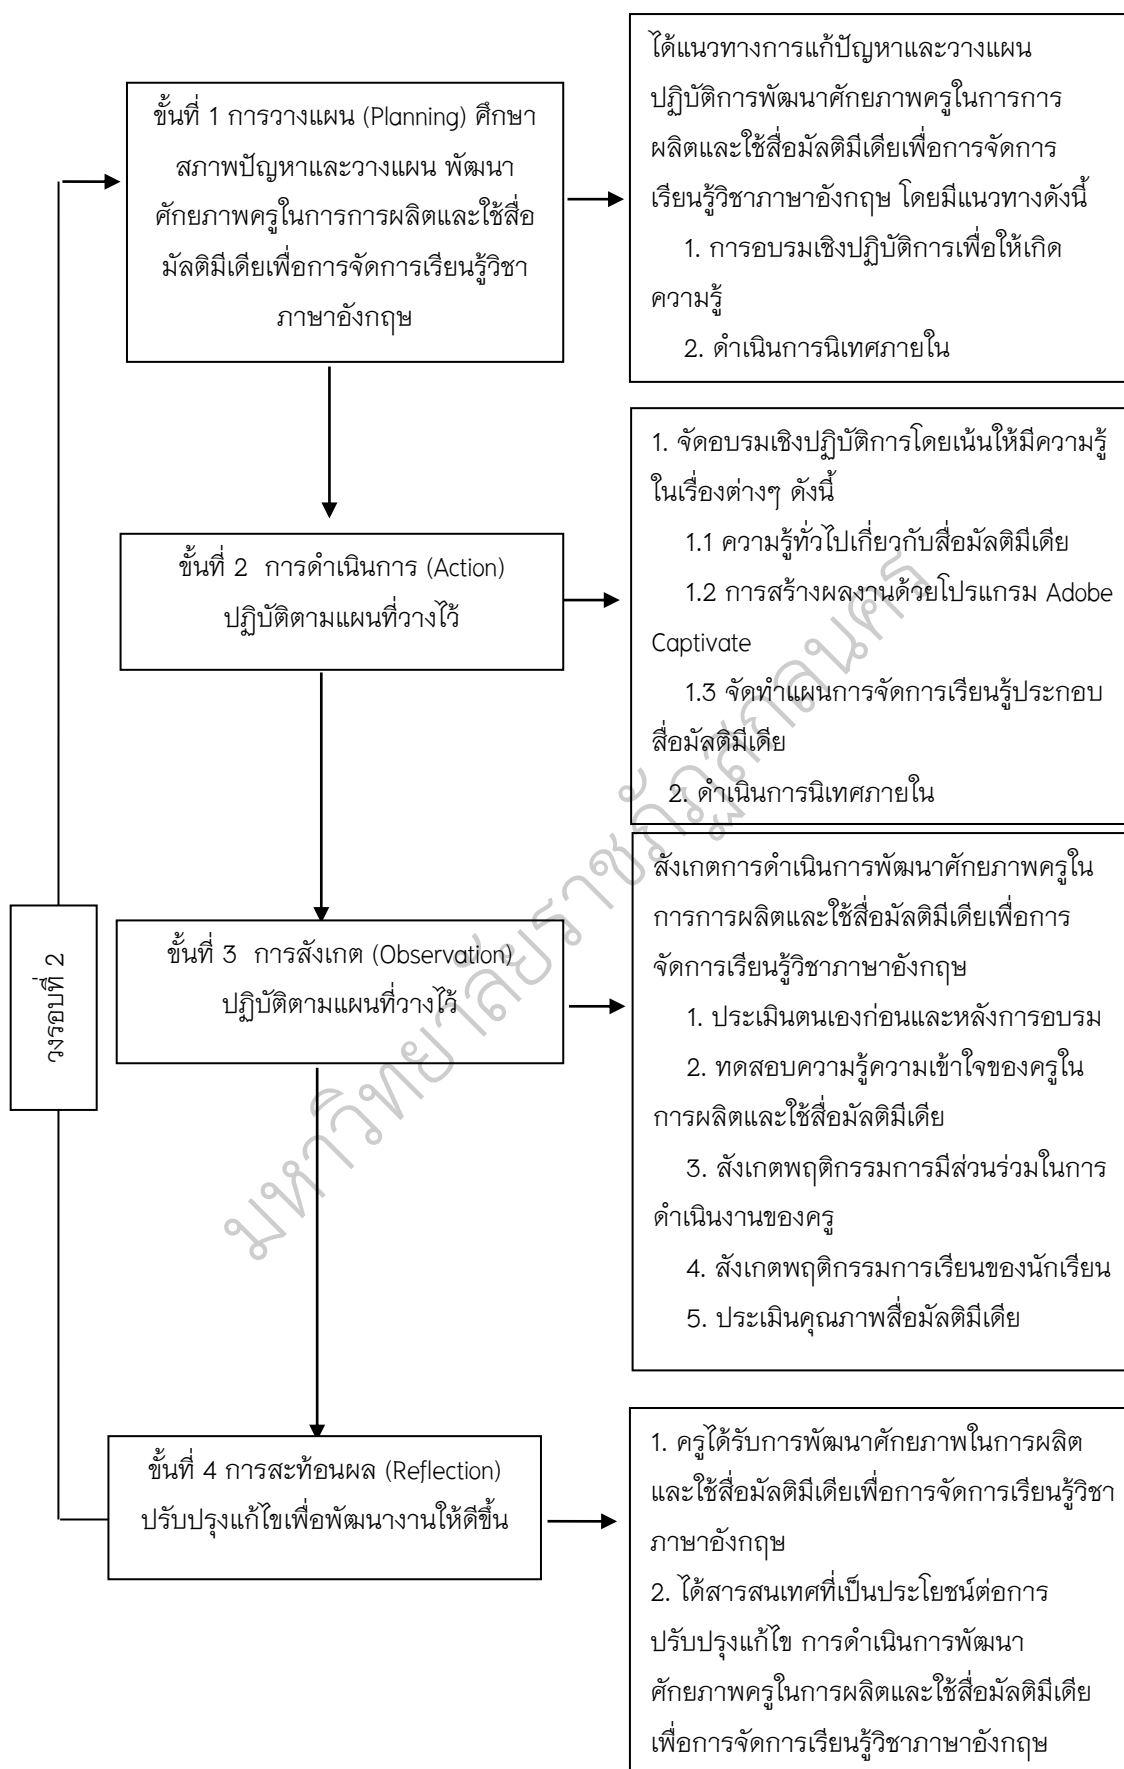 ขั้นที่ 1 การวางแผน (Planning) ศึกษา
สภาพปัญหาและวางแผน พัฒนา
ศักยภาพครูในการการผลิตและใช้สื่อ
มัลติมีเดียเพื่อการจัดการเรียนรู้วิชา
ภาษาอังกฤษ
ได้แนวทางการแก้ปัญหาและวางแผน
ปฏิบัติการพัฒนาศักยภาพครูในการการ
ผลิตและใช้สื่อมัลติมีเดียเพื่อการจัดการ
เรียนรู้วิชาภาษาอังกฤษ โดยมีแนวทางดังนี้
1. การอบรมเชิงปฏิบัติการเพื่อให้เกิด
ความรู้
2. ดำเนินการนิเทศภายใน
ขั้นที่ 2 การดำเนินการ (Action)
ปฏิบัติตามแผนที่วางไว้
1. จัดอบรมเชิงปฏิบัติการโดยเน้นให้มีความรู้
ในเรื่องต่างๆ ดังนี้
1.1 ความรู้ทั่วไปเกี่ยวกับสื่อมัลติมีเดีย
1.2 การสร้างผลงานด้วยโปรแกรม Adobe
Captivate
1.3 จัดทำแผนการจัดการเรียนรู้ประกอบ
สื่อมัลติมีเดีย
2. ดำเนินการนิเทศภายใน
วงรอบที่ 2
ขั้นที่ 3 การสังเกต (Observation)
ปฏิบัติตามแผนที่วางไว้
สังเกตการดำเนินการพัฒนาศักยภาพครูใน
การการผลิตและใช้สื่อมัลติมีเดียเพื่อการ
จัดการเรียนรู้วิชาภาษาอังกฤษ
1. ประเมินตนเองก่อนและหลังการอบรม
2. ทดสอบความรู้ความเข้าใจของครูใน
การผลิตและใช้สื่อมัลติมีเดีย
3. สังเกตพฤติกรรมการมีส่วนร่วมในการ
ดำเนินงานของครู
4. สังเกตพฤติกรรมการเรียนของนักเรียน
5. ประเมินคุณภาพสื่อมัลติมีเดีย
ขั้นที่ 4 การสะท้อนผล (Reflection)
ปรับปรุงแก้ไขเพื่อพัฒนางานให้ดีขึ้น
1. ครูได้รับการพัฒนาศักยภาพในการผลิต
และใช้สื่อมัลติมีเดียเพื่อการจัดการเรียนรู้วิชา
ภาษาอังกฤษ
2. ได้สารสนเทศที่เป็นประโยชน์ต่อการ
ปรับปรุงแก้ไข การดำเนินการพัฒนา
ศักยภาพครูในการผลิตและใช้สื่อมัลติมีเดีย
เพื่อการจัดการเรียนรู้วิชาภาษาอังกฤษ
มหาวิทยาลัยราชภัฏสกลนคร